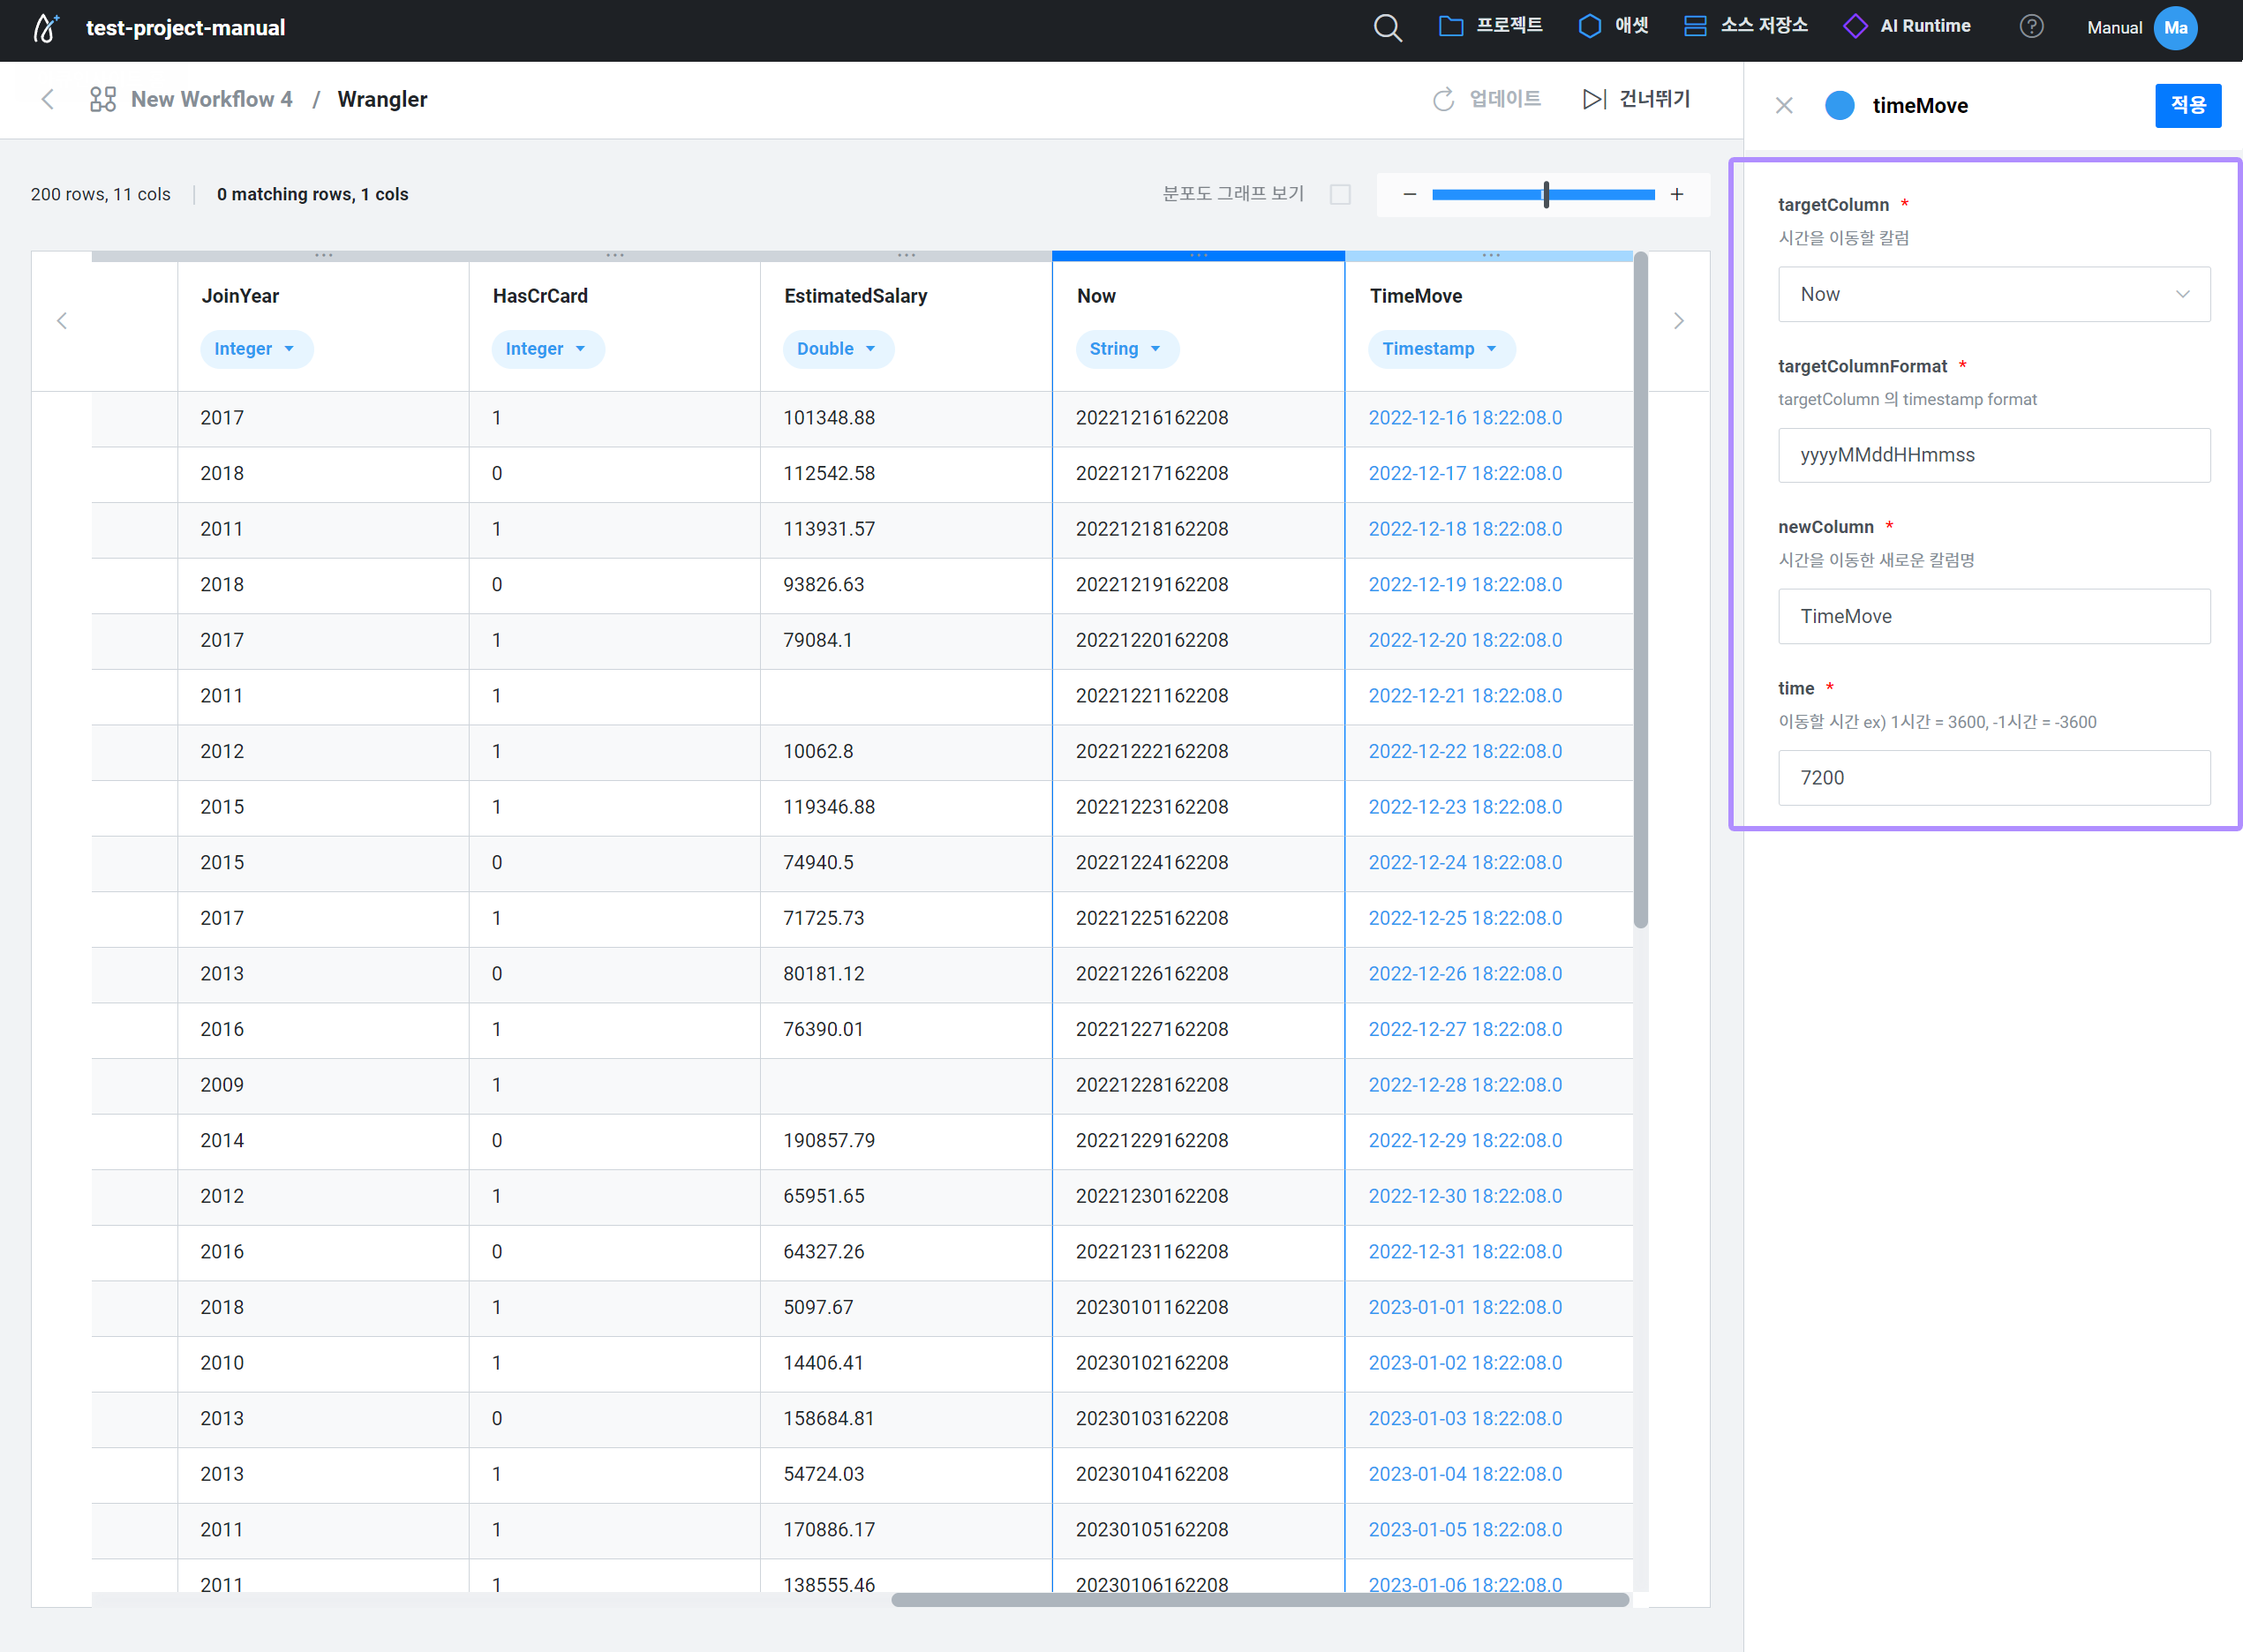 test-project-manual
프로젝트
애셋
소스 저장소
AI Runtime
Manual
Ma
New Workflow 4 / Wrangler
업데이트
건너뛰기
timeMove
적용
200 rows, 11 cols
0 matching rows, 1 cols
분포도 그래프 보기
JoinYear HasCrCard EstimatedSalary Now TimeMove
Integer Integer Double String Timestamp
2017 1 101348.88 20221216162208 2022-12-16 18:22:08.0
2018 0 112542.58 20221217162208 2022-12-17 18:22:08.0
2011 1 113931.57 20221218162208 2022-12-18 18:22:08.0
2018 0 93826.63 20221219162208 2022-12-19 18:22:08.0
2017 1 79084.1 20221220162208 2022-12-20 18:22:08.0
2011 1 20221221162208 2022-12-21 18:22:08.0
2012 1 10062.8 20221222162208 2022-12-22 18:22:08.0
2015 1 119346.88 20221223162208 2022-12-23 18:22:08.0
2015 0 74940.5 20221224162208 2022-12-24 18:22:08.0
2017 1 71725.73 20221225162208 2022-12-25 18:22:08.0
2013 0 80181.12 20221226162208 2022-12-26 18:22:08.0
2016 1 76390.01 20221227162208 2022-12-27 18:22:08.0
2009 1 20221228162208 2022-12-28 18:22:08.0
2014 0 190857.79 20221229162208 2022-12-29 18:22:08.0
2012 1 65951.65 20221230162208 2022-12-30 18:22:08.0
2016 0 64327.26 20221231162208 2022-12-31 18:22:08.0
2018 1 5097.67 20230101162208 2023-01-01 18:22:08.0
2010 1 14406.41 20230102162208 2023-01-02 18:22:08.0
2013 0 158684.81 20230103162208 2023-01-03 18:22:08.0
2013 1 54724.03 20230104162208 2023-01-04 18:22:08.0
2011 1 170886.17 20230105162208 2023-01-05 18:22:08.0
2011 1 138555.46 20230106162208 2023-01-06 18:22:08.0
targetColumn *
시간을 이동할 칼럼
Now
targetColumnFormat *
targetColumn 의 timestamp format
yyyyMMddHHmmss
newColumn *
시간을 이동한 새로운 칼럼명
TimeMove
time *
이동할 시간 ex) 1시간 = 3600, -1시간 = -3600
7200